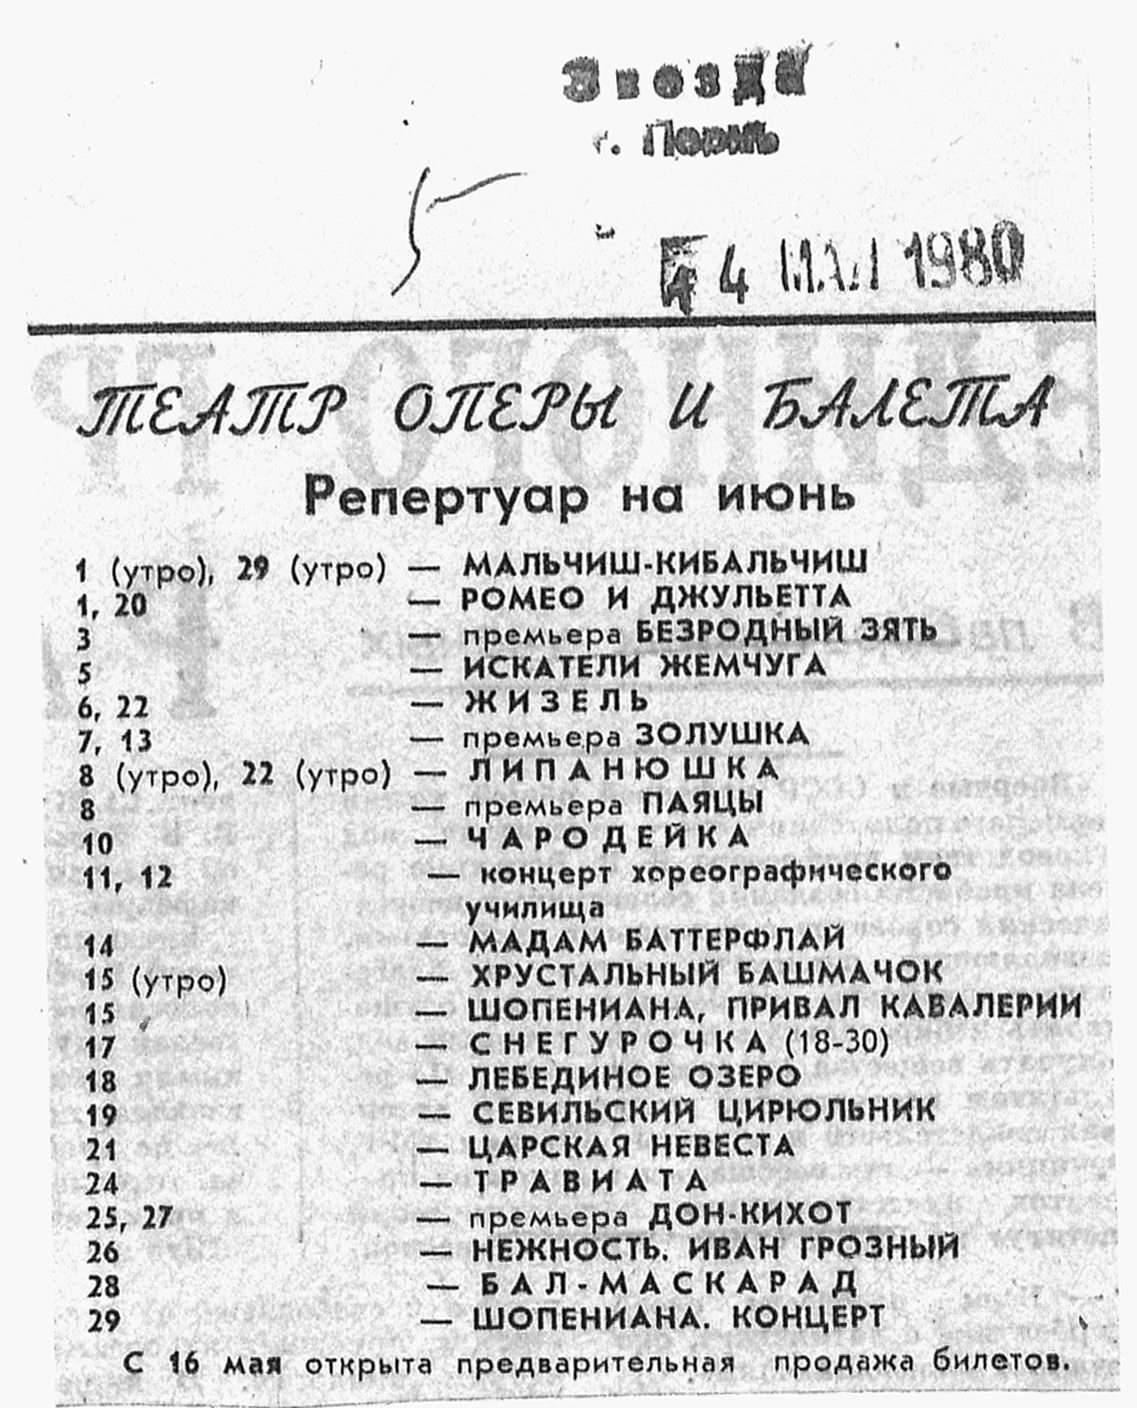 Звезда
г. Пермь
5
4 МАЯ 1980
ТЕАТР ОПЕРЫ И БАЛЕТА
Репертуар на июнь
1 (утро), 29 (утро) — МАЛЬЧИШ-КИБАЛЬЧИШ
1, 20 — РОМЕО И ДЖУЛЬЕТТА
3 — премьера БЕЗРОДНЫЙ ЗЯТЬ
5 — ИСКАТЕЛИ ЖЕМЧУГА
6, 22 — ЖИЗЕЛЬ
7, 13 — премьера ЗОЛУШКА
8 (утро), 22 (утро) — ЛИПАНЮШКА
8 — премьера ПАЯЦЫ
10 — ЧАРОДЕЙКА
11, 12 — концерт хореографического
училища
14 — МАДАМ БАТТЕРФЛАЙ
15 (утро) — ХРУСТАЛЬНЫЙ БАШМАЧОК
15 — ШОПЕНИАНА, ПРИВАЛ КАВАЛЕРИИ
17 — СНЕГУРОЧКА (18-30)
18 — ЛЕБЕДИНОЕ ОЗЕРО
19 — СЕВИЛЬСКИЙ ЦИРЮЛЬНИК
21 — ЦАРСКАЯ НЕВЕСТА
24 — ТРАВИАТА
25, 27 — премьера ДОН-КИХОТ
26 — НЕЖНОСТЬ. ИВАН ГРОЗНЫЙ
28 — БАЛ-МАСКАРАД
29 — ШОПЕНИАНА. КОНЦЕРТ
С 16 мая открыта предварительная продажа билетов.